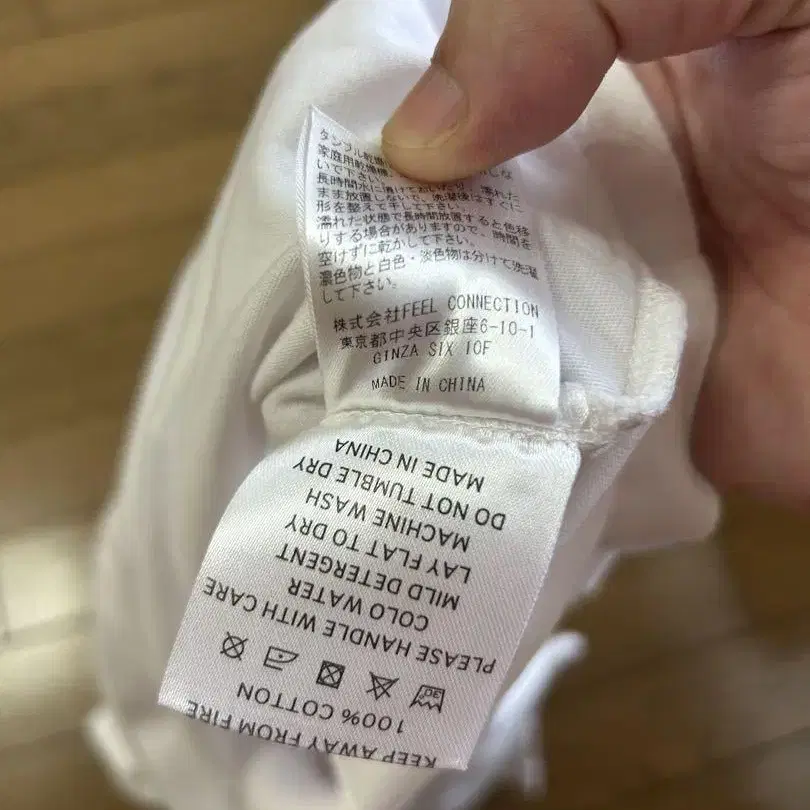 タンブル乾燥
家庭用乾燥機 しな
いで下さい。
長時間水に漬けておいたり、濡れた
まま放置しないで、洗濯後はすぐに
形を整えて干して下さい。
濡れた状態で長時間放置すると色移
りする場合がありますので、時間を
空けずに乾かして下さい。
濃色物と白色・淡色物は分けて洗濯
して下さい。
株式会社FEEL CONNECTION
東京都中央区銀座6-10-1
GINZA SIX 10F
MADE IN CHINA
KEEP AWAY FROM FIRE
100% COTTON
PLEASE HANDLE WITH CARE
COLO WATER
MILD DETERGENT
LAY FLAT TO DRY
MACHINE WASH
DO NOT TUMBLE DRY
MADE IN CHINA